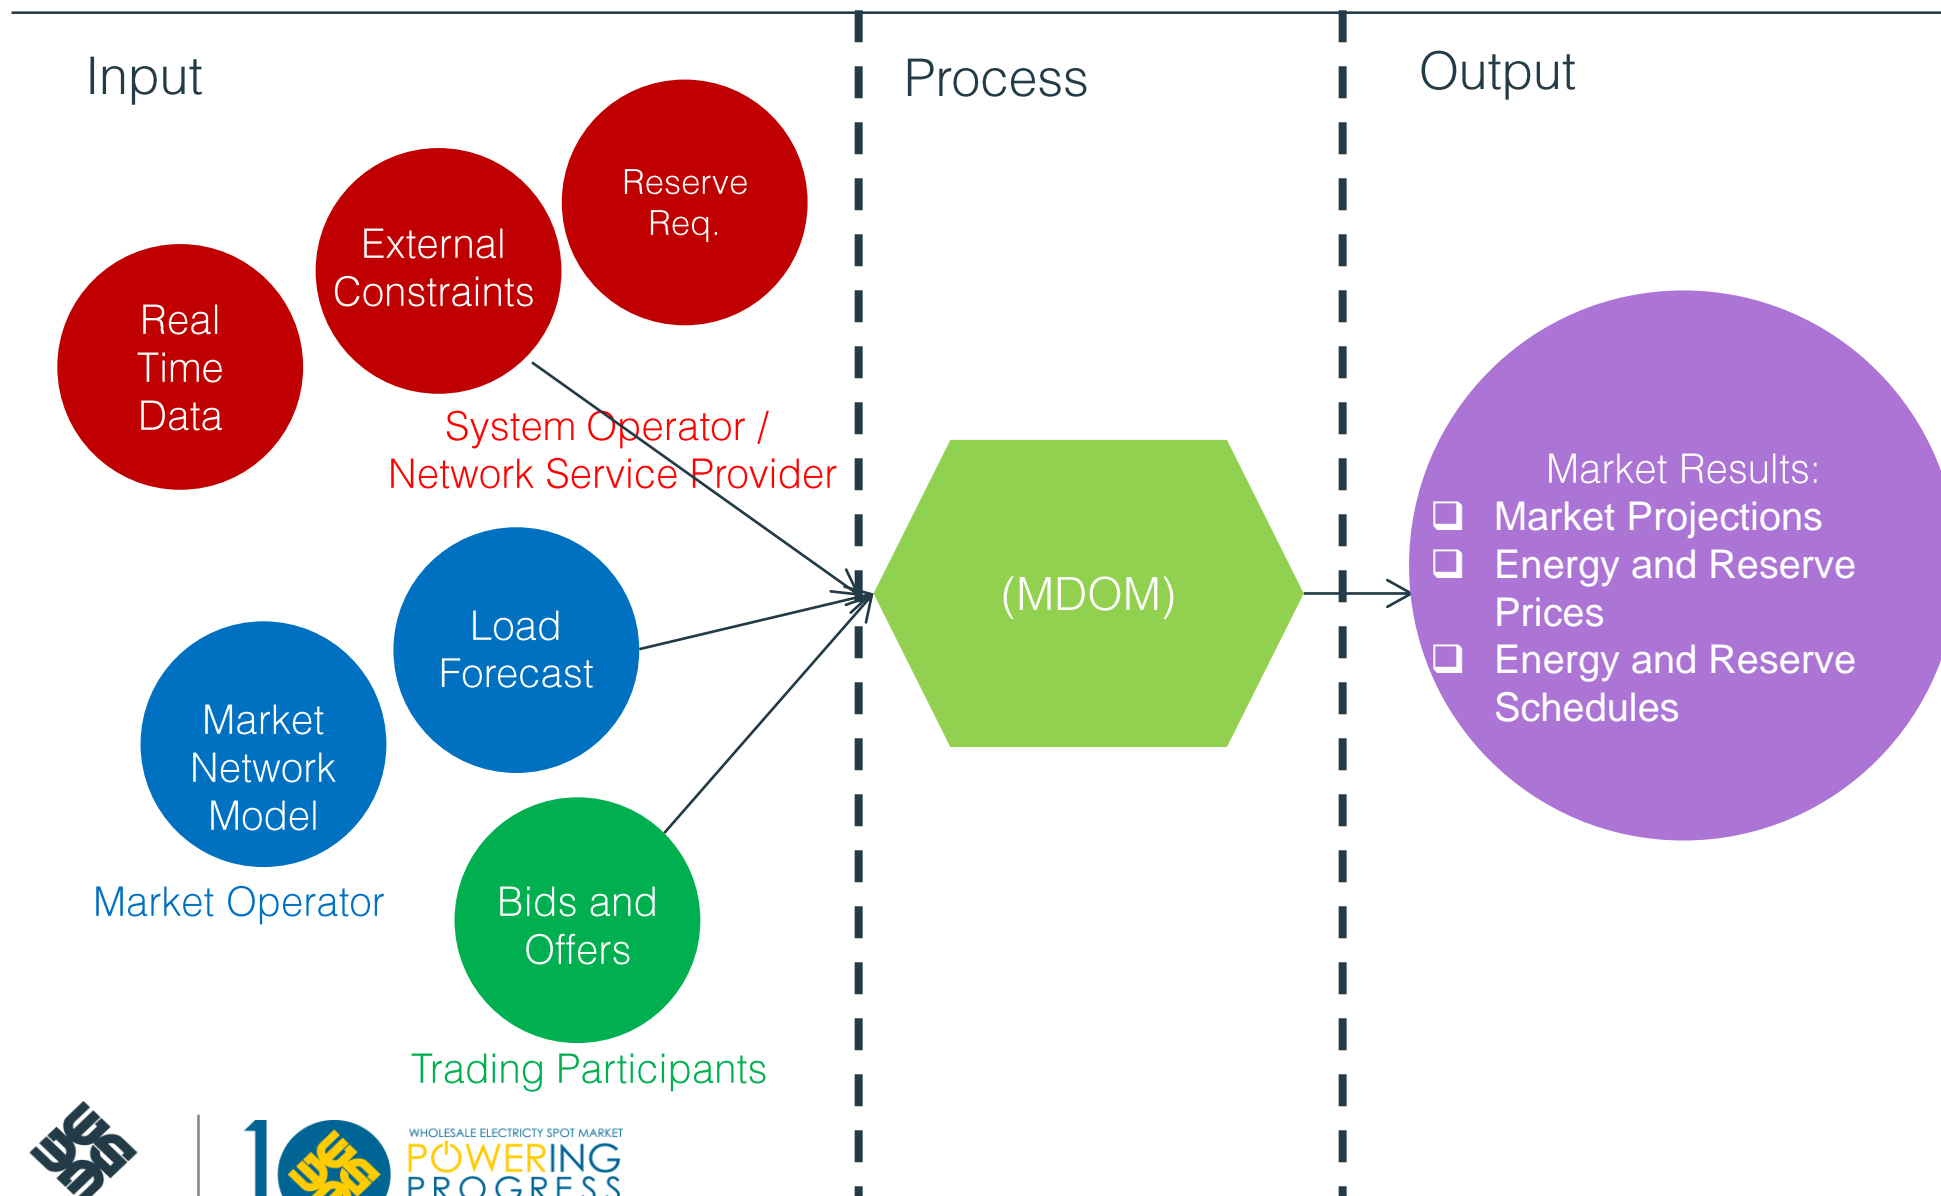 Input
Process
Output
Reserve
Req.
External
Constraints
Real
Time
Data
System Operator /
Network Service Provider
Load
Forecast
Market
Network
Model
Market Operator
Bids and
Offers
Trading Participants
(MDOM)
Market Results:
❑ Market Projections
❑ Energy and Reserve
Prices
❑ Energy and Reserve
Schedules
10
WHOLESALE ELECTRICTY SPOT MARKET
POWERING
PROGRESS